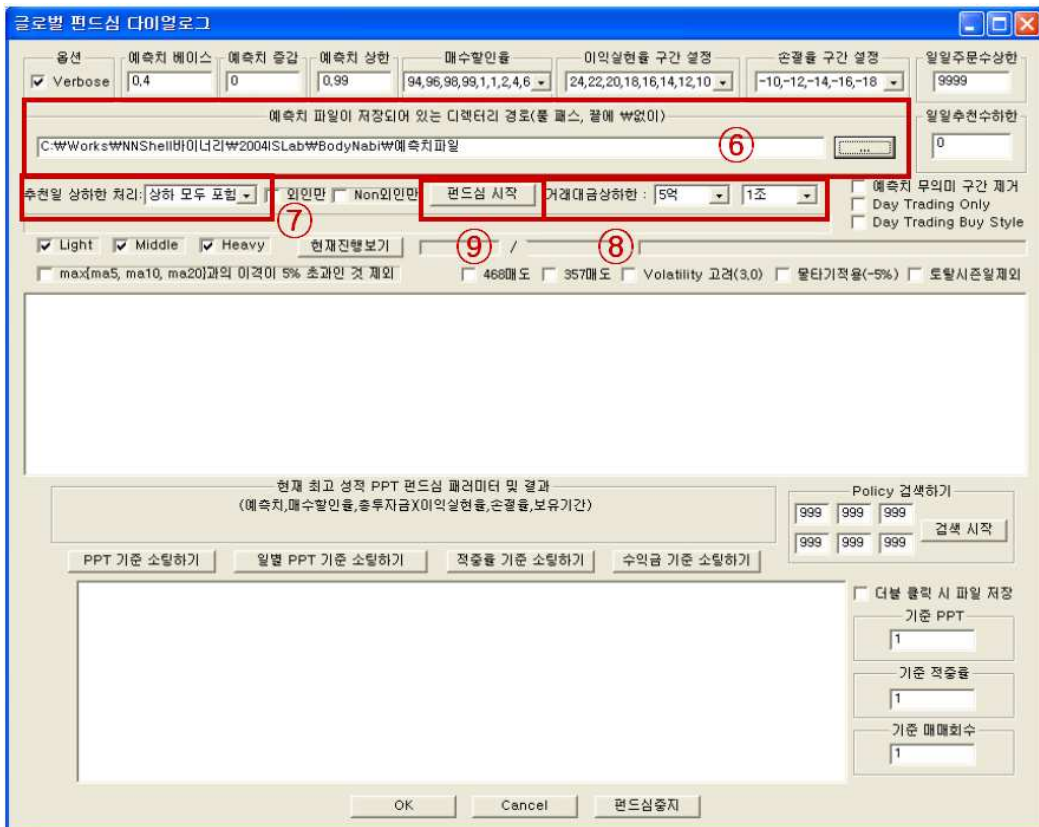 글로벌 펀드심 다이얼로그
옵션 예측치 베이스 예측치 증감 예측치 상한 매수할인율 이익실현율 구간 설정 손절율 구간 설정 일일주문수상한
Verbose 0.4 0 0.99 94,96,98,99,1,1,2,4,6 24,22,20,18,16,14,12,10 -10,-12,-14,-16,-18 9999
예측치 파일이 저장되어 있는 디렉터리 경로(풀 패스, 끝에 ₩없이) 일일추천수하한
C:₩Works₩NNShell바이너리₩2004ISLab₩BodyNabi₩예측치파일 ⑥ ... 0
추천일 상하한 처리: 상하 모두 포함 외인만 Non외인만 펀드심 시작 거래대금상하한 : 5억 1조 예측치 무의미 구간 제거
⑦ Day Trading Only
Day Trading Buy Style
Light Middle Heavy 현재진행보기 ⑨ / ⑧
max{ma5, ma10, ma20}과의 이격이 5% 초과인 것 제외 468매도 357매도 Volatility 고려(3,0) 물타기적용(-5%) 토탈시즌일제외
현재 최고 성적 PPT 펀드심 패러미터 및 결과 Policy 검색하기
(예측치,매수할인율,총투자금)(이익실현율,손절율,보유기간) 999 999 999
검색 시작
999 999 999
PPT 기준 소팅하기 일별 PPT 기준 소팅하기 적중율 기준 소팅하기 수익금 기준 소팅하기
더블 클릭 시 파일 저장
기준 PPT
1
기준 적중율
1
기준 매매회수
1
OK Cancel 펀드심중지